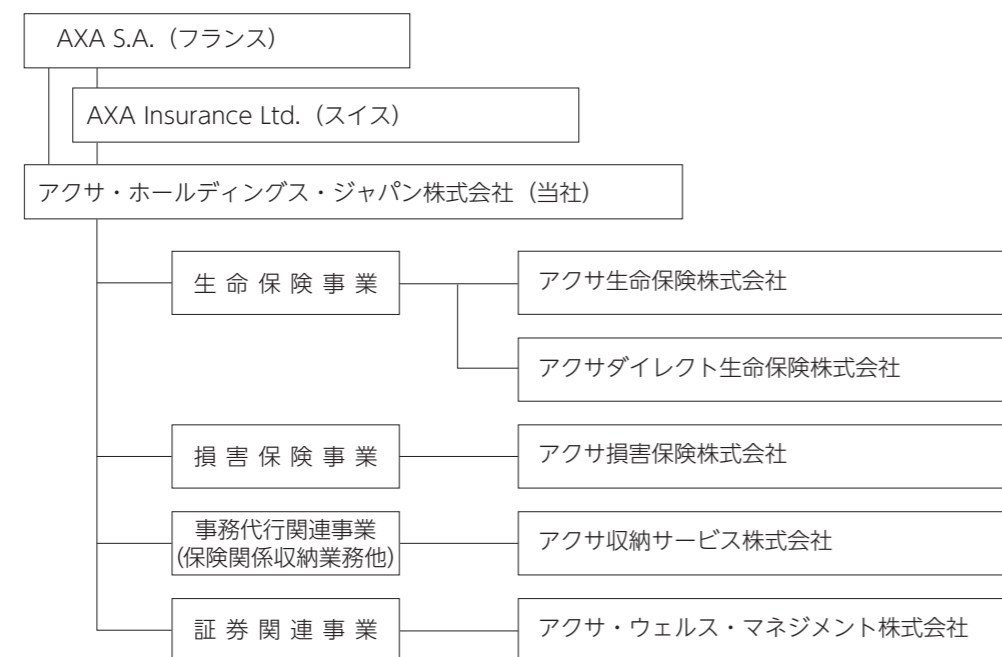 AXA S.A.（フランス）
AXA Insurance Ltd.（スイス）
アクサ・ホールディングス・ジャパン株式会社（当社）
生命保険事業
アクサ生命保険株式会社
アクサダイレクト生命保険株式会社
損害保険事業
アクサ損害保険株式会社
事務代行関連事業
(保険関係収納業務他)
アクサ収納サービス株式会社
証券関連事業
アクサ・ウェルス・マネジメント株式会社